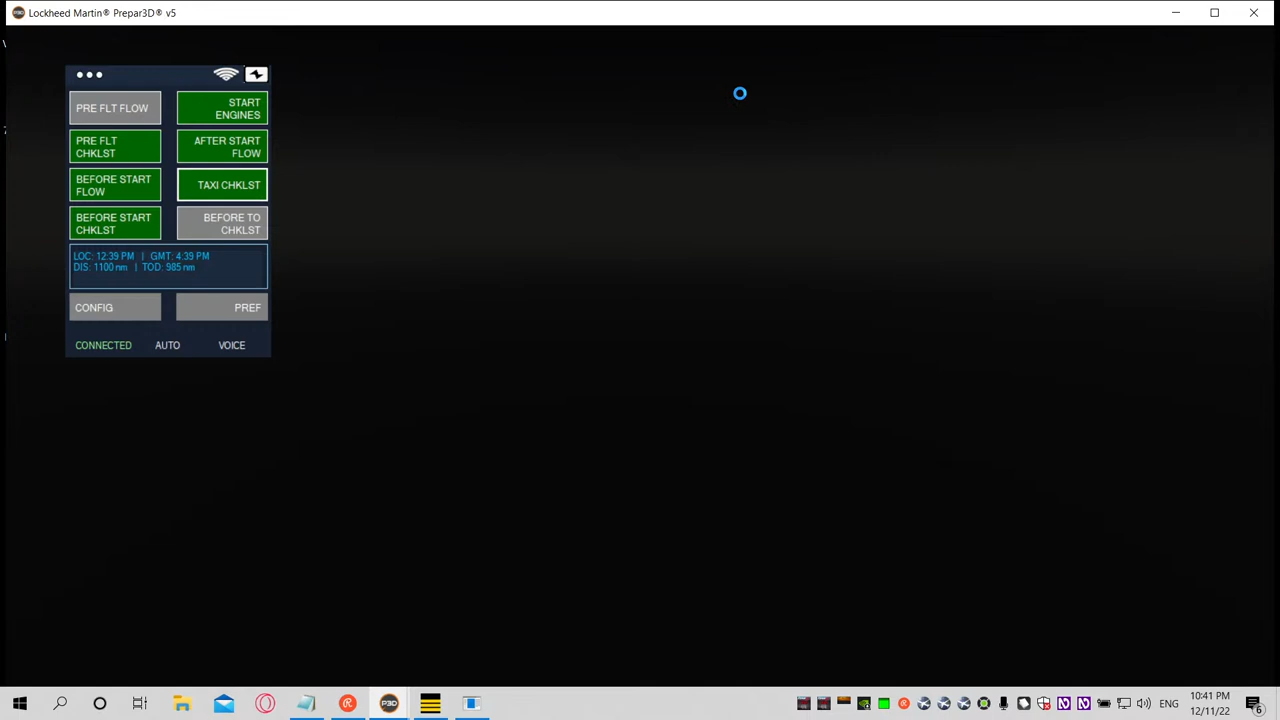 Lockheed Martin® Prepar3D® v5
PRE FLT FLOW
START
ENGINES
PRE FLT
CHKLST
AFTER START
FLOW
BEFORE START
FLOW
TAXI CHKLST
BEFORE START
CHKLST
BEFORE TO
CHKLST
LOC: 12:39 PM | GMT: 4:39 PM
DIS: 1100 nm | TOD: 985 nm
CONFIG
PREF
CONNECTED AUTO VOICE
P3D
ENG
10:41 PM
12/11/22
6